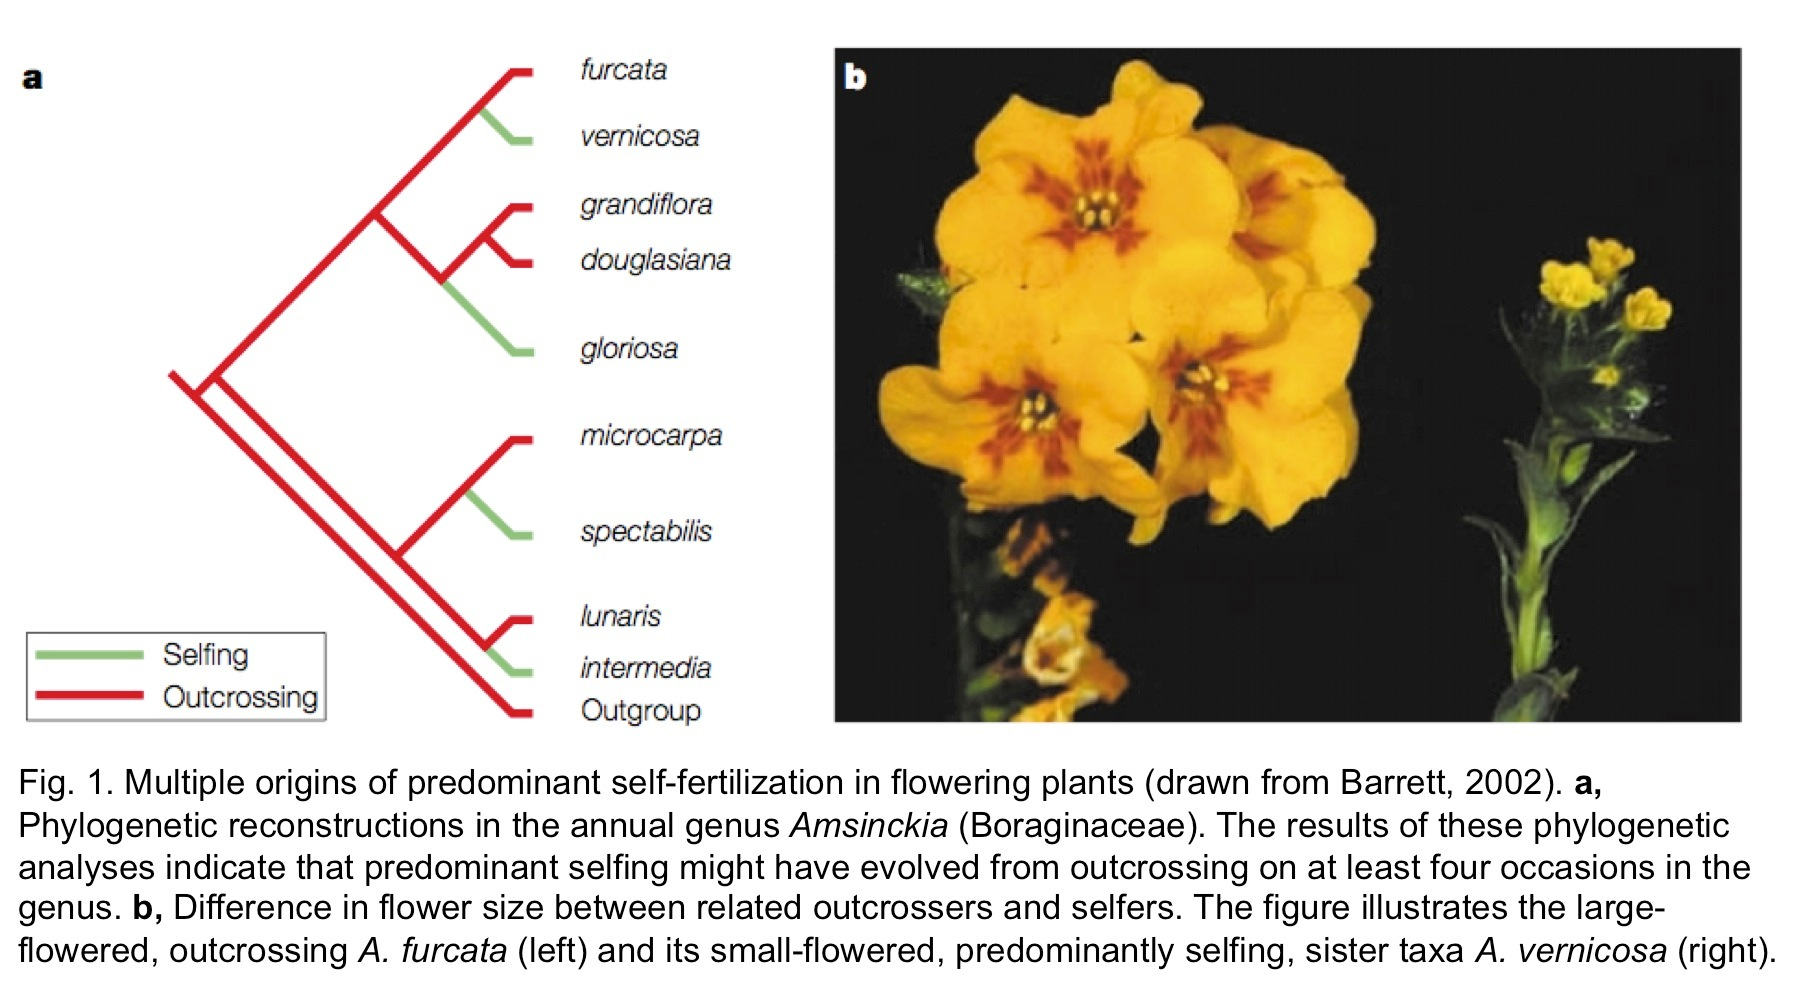 a
furcata
vernicosa
grandiflora
douglasiana
gloriosa
microcarpa
spectabilis
lunaris
intermedia
Outgroup
Selfing
Outcrossing
b
Fig. 1. Multiple origins of predominant self-fertilization in flowering plants (drawn from Barrett, 2002). a,
Phylogenetic reconstructions in the annual genus Amsinckia (Boraginaceae). The results of these phylogenetic
analyses indicate that predominant selfing might have evolved from outcrossing on at least four occasions in the
genus. b, Difference in flower size between related outcrossers and selfers. The figure illustrates the large-
flowered, outcrossing A. furcata (left) and its small-flowered, predominantly selfing, sister taxa A. vernicosa (right).